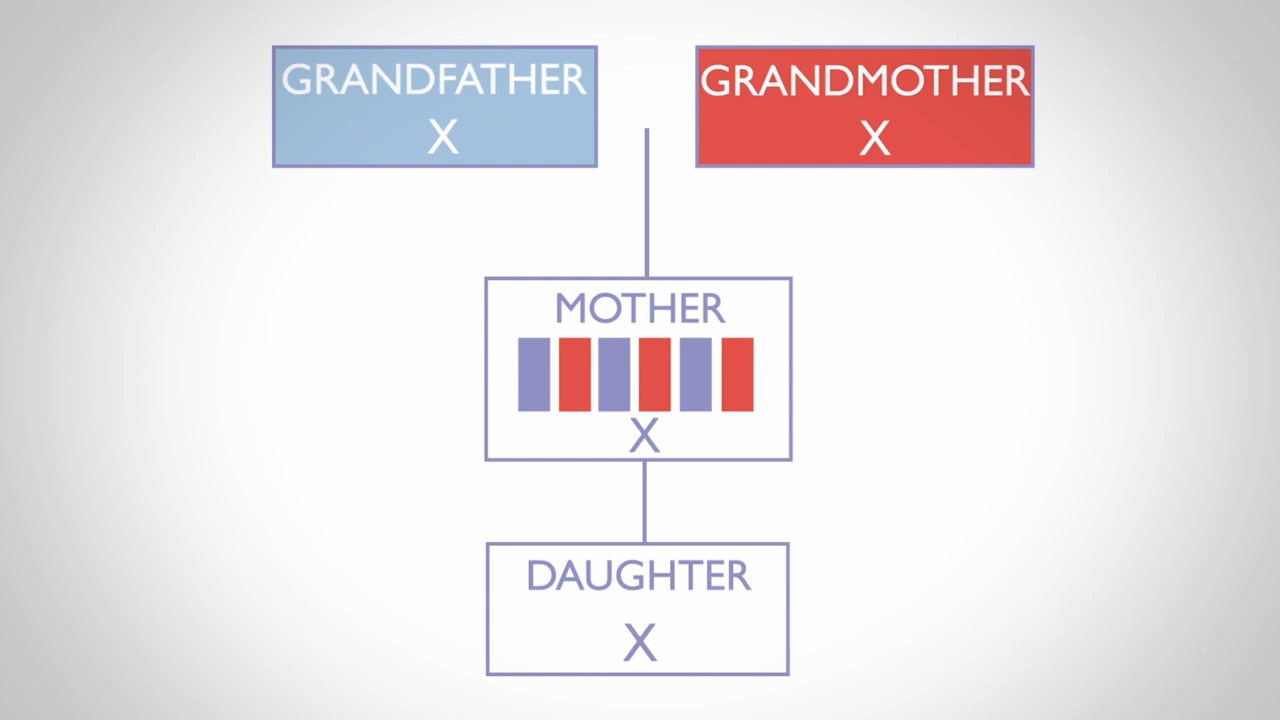 GRANDFATHER
X
GRANDMOTHER
X
MOTHER
X
DAUGHTER
X